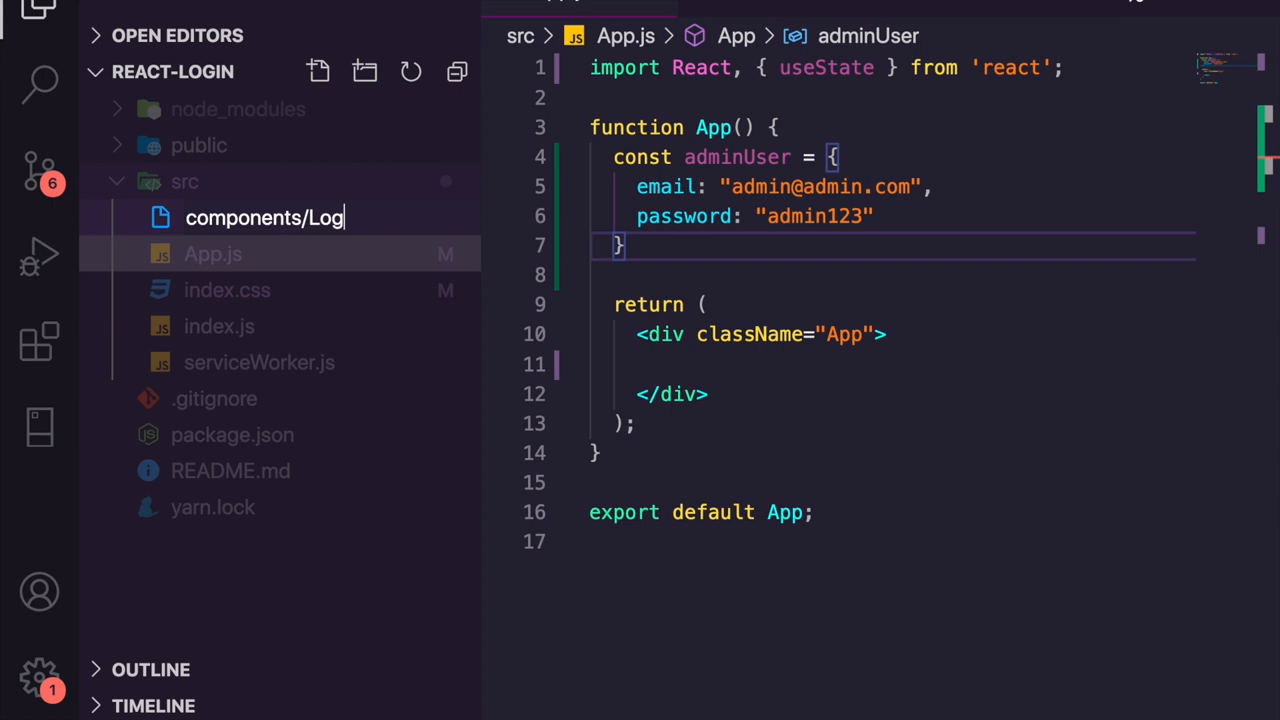 OPEN EDITORS
REACT-LOGIN
node_modules
public
src
components/Log
App.js M
index.css M
index.js
serviceWorker.js
.gitignore
package.json
README.md
yarn.lock
OUTLINE
TIMELINE
6
1
src > JS App.js > App > adminUser
1 import React, { useState } from 'react';
2
3 function App() {
4 const adminUser = {
5 email: "admin@admin.com",
6 password: "admin123"
7 }
8
9 return (
10 <div className="App">
11
12 </div>
13 );
14 }
15
16 export default App;
17